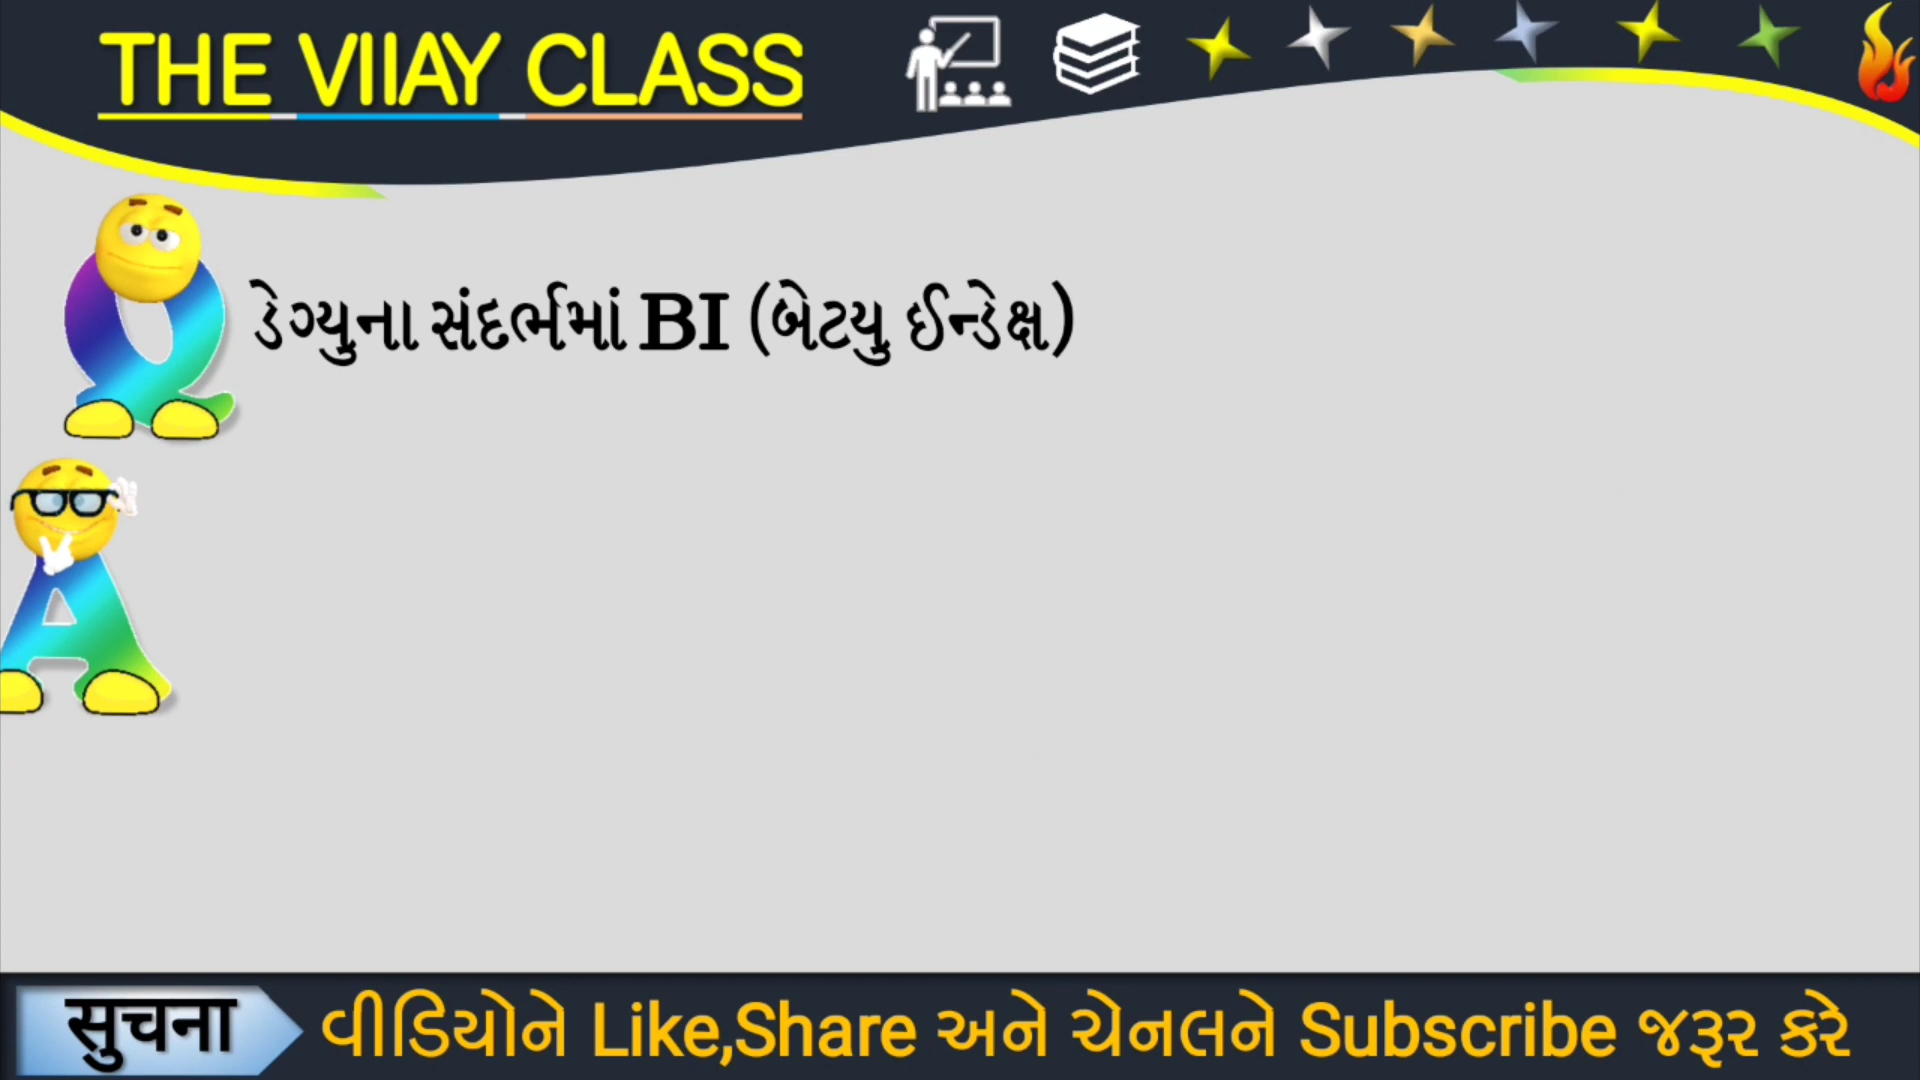 THE VIIAY CLASS
ડેગ્યુના સંદર્ભમાં BI (બેટયુ ઈન્ડેક્ષ)
सुचना વીડિયોને Like,Share અને ચેનલને Subscribe જરૂર કરે